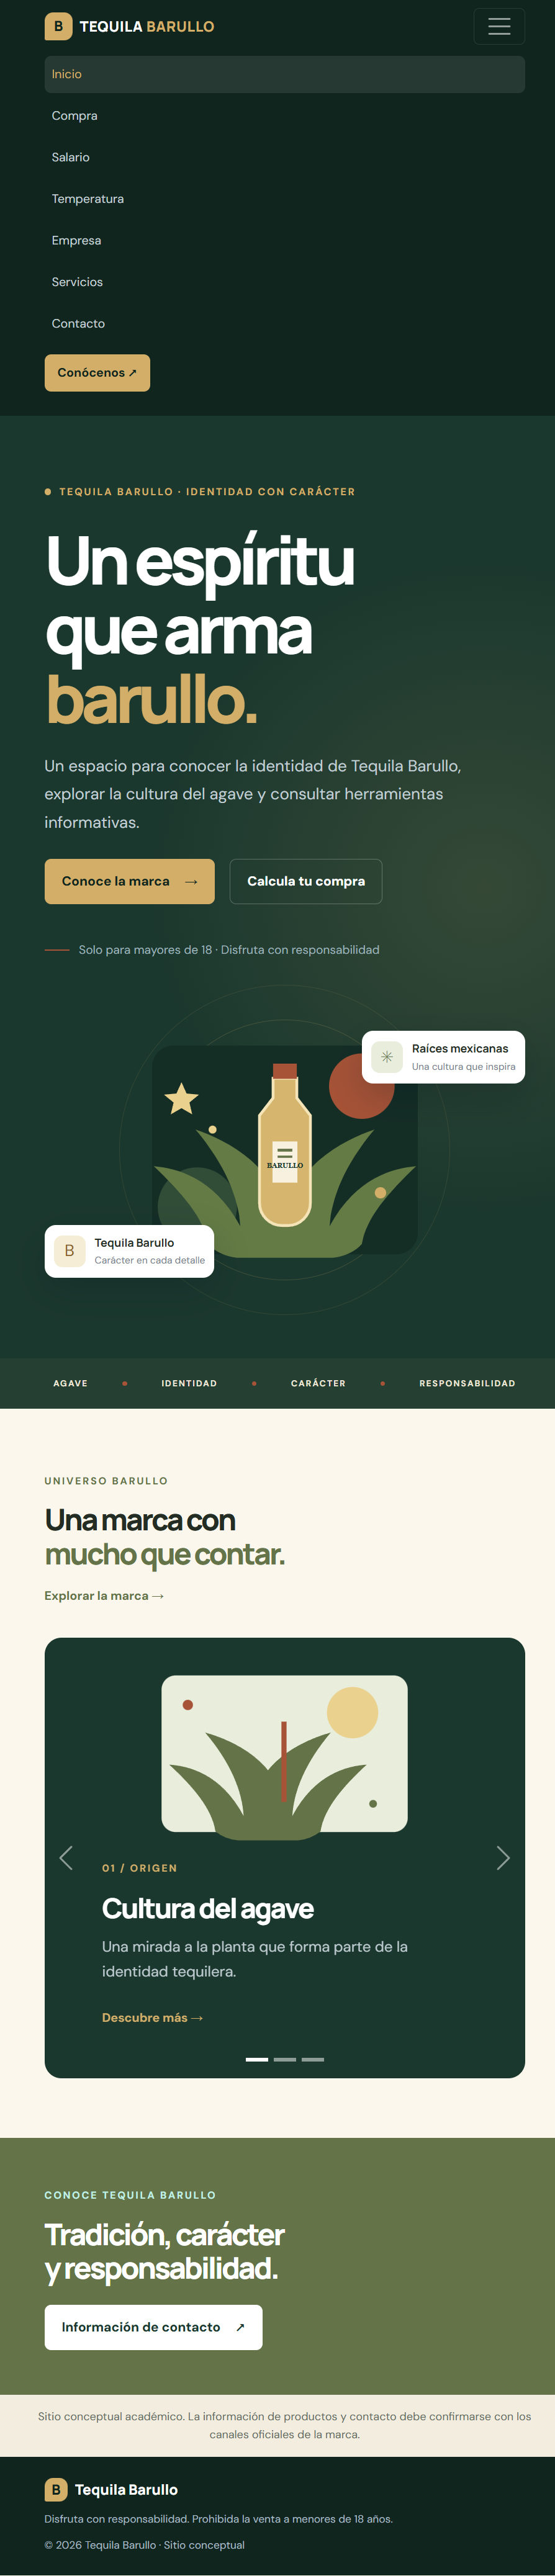 B TEQUILA BARULLO
Inicio
Compra
Salario
Temperatura
Empresa
Servicios
Contacto
Conócenos ↗
TEQUILA BARULLO · IDENTIDAD CON CARÁCTER
Un espíritu
que arma
barullo.
Un espacio para conocer la identidad de Tequila Barullo,
explorar la cultura del agave y consultar herramientas
informativas.
Conoce la marca →
Calcula tu compra
Solo para mayores de 18 · Disfruta con responsabilidad
Raíces mexicanas
Una cultura que inspira
BARULLO
B
Tequila Barullo
Carácter en cada detalle
AGAVE
IDENTIDAD
CARÁCTER
RESPONSABILIDAD
UNIVERSO BARULLO
Una marca con
mucho que contar.
Explorar la marca →
01 / ORIGEN
Cultura del agave
Una mirada a la planta que forma parte de la
identidad tequilera.
Descubre más →
CONOCE TEQUILA BARULLO
Tradición, carácter
y responsabilidad.
Información de contacto ↗
Sitio conceptual académico. La información de productos y contacto debe confirmarse con los
canales oficiales de la marca.
B Tequila Barullo
Disfruta con responsabilidad. Prohibida la venta a menores de 18 años.
© 2026 Tequila Barullo · Sitio conceptual